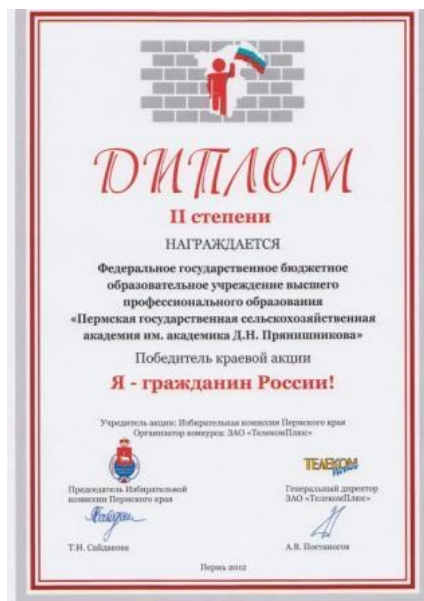 ДИПЛОМ
II степени
НАГРАЖДАЕТСЯ
Федеральное государственное бюджетное
образовательное учреждение высшего
профессионального образования
«Пермская государственная сельскохозяйственная
академия им. академика Д.Н. Прянишникова»
Победитель краевой акции
Я - гражданин России!
Учредитель акции: Избирательная комиссия Пермского края
Организатор конкурса: ЗАО «ТелекомПлюс»
ТЕЛЕКОМ
Плюс
Председатель Избирательной
комиссии Пермского края
Генеральный директор
ЗАО «ТелекомПлюс»
Т.Н. Сайдакова
А.В. Постаногов
Пермь 2012